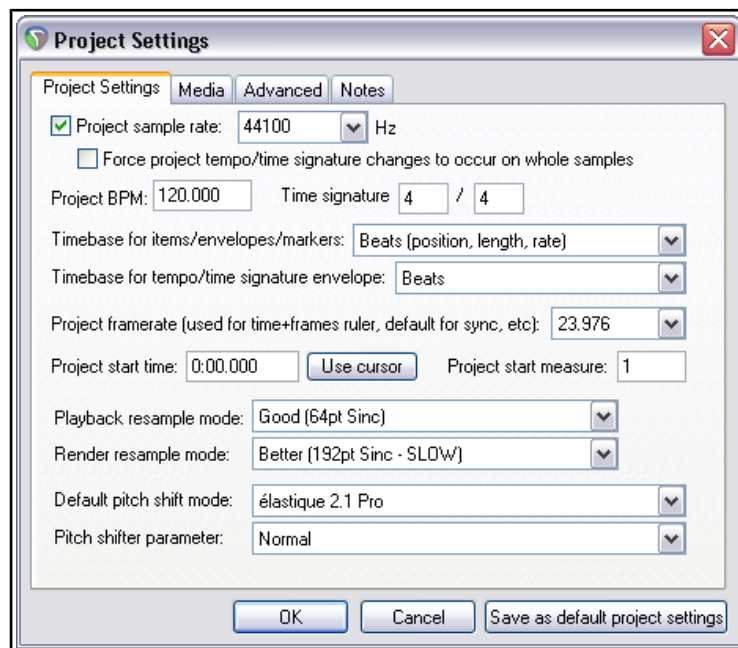 Project Settings
Project Settings Media Advanced Notes
Project sample rate: 44100 Hz
Force project tempo/time signature changes to occur on whole samples
Project BPM: 120.000 Time signature 4 / 4
Timebase for items/envelopes/markers: Beats (position, length, rate)
Timebase for tempo/time signature envelope: Beats
Project framerate (used for time+frames ruler, default for sync, etc): 23.976
Project start time: 0:00.000 Use cursor Project start measure: 1
Playback resample mode: Good (64pt Sinc)
Render resample mode: Better (192pt Sinc - SLOW)
Default pitch shift mode: élastique 2.1 Pro
Pitch shifter parameter: Normal
OK Cancel Save as default project settings